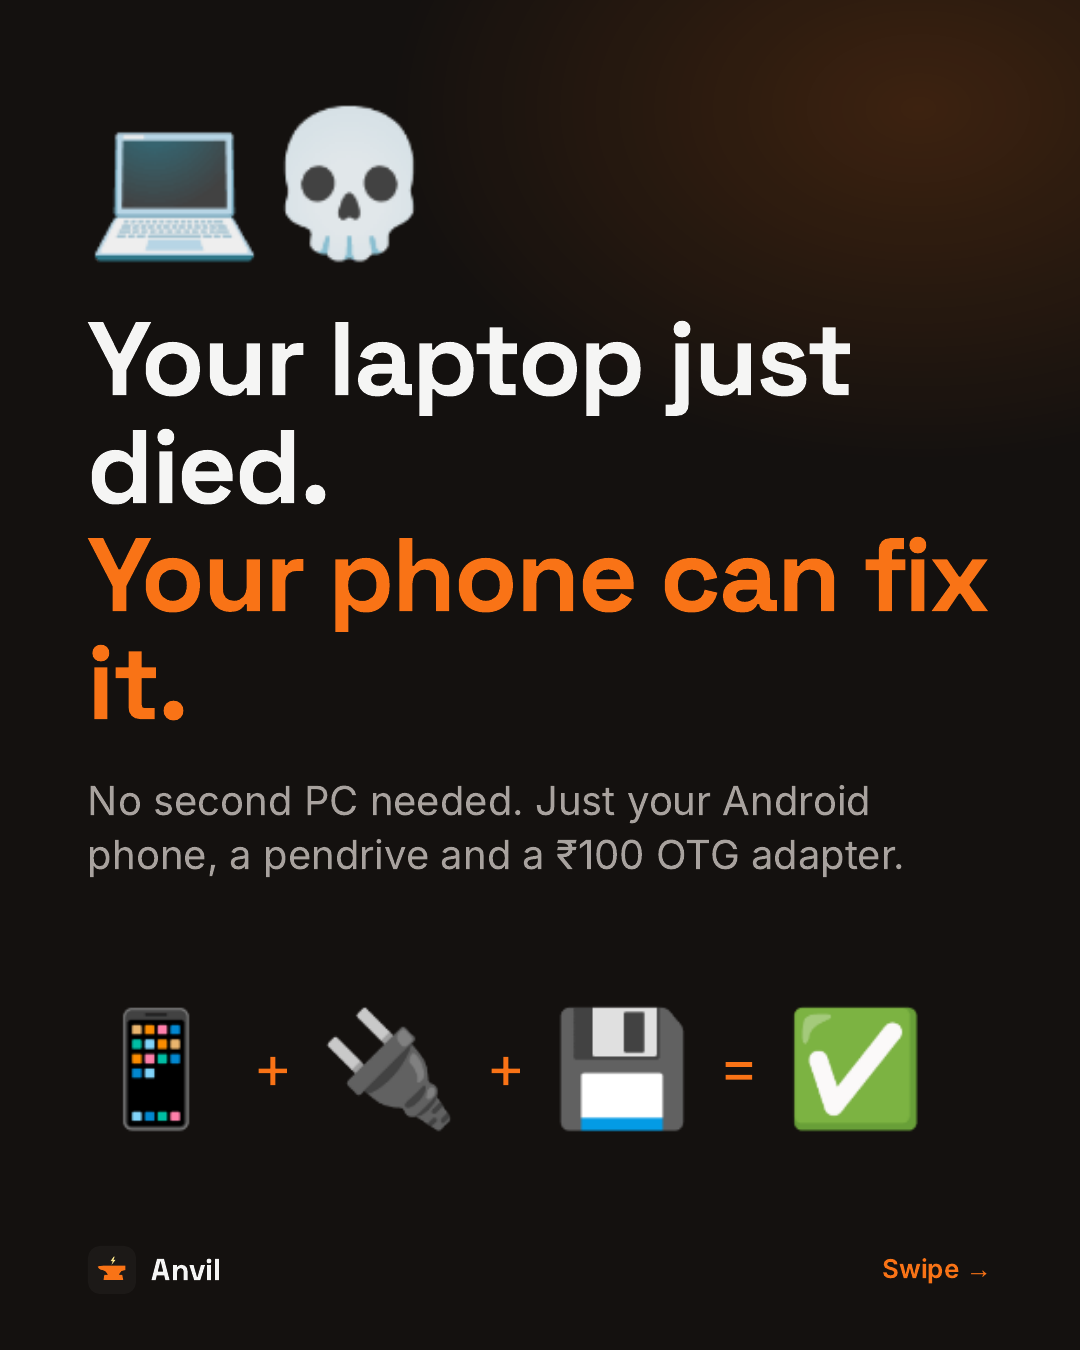 Your laptop just
died.
Your phone can fix
it.
No second PC needed. Just your Android
phone, a pendrive and a ₹100 OTG adapter.
+ + =
Anvil
Swipe →